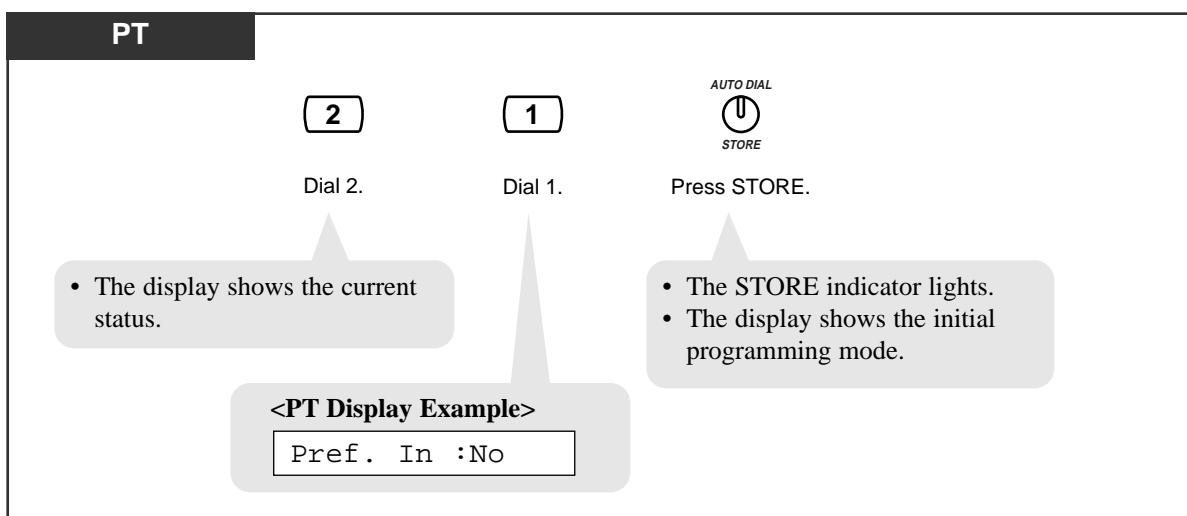 PT
AUTO DIAL
2
1
STORE
Dial 2.
Dial 1.
Press STORE.
• The display shows the current
status.
• The STORE indicator lights.
• The display shows the initial
programming mode.
<PT Display Example>
Pref. In :No